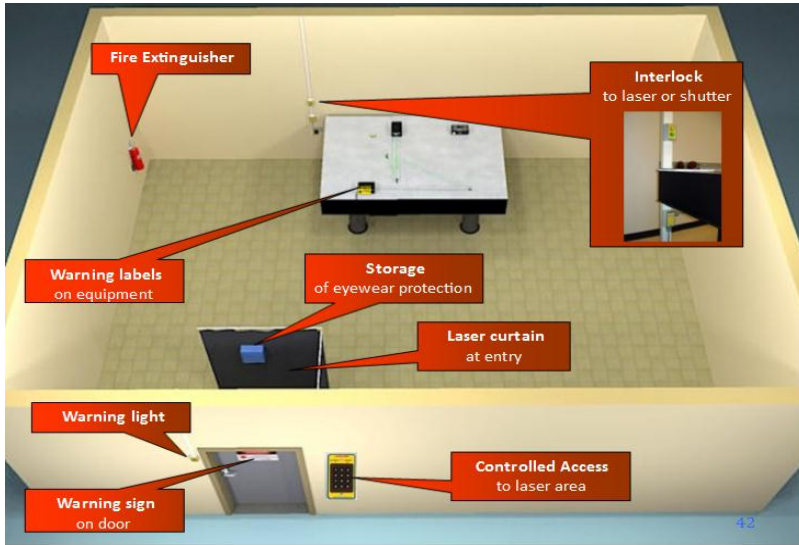 Fire Extinguisher
Interlock
to laser or shutter
Warning labels
on equipment
Storage
of eyewear protection
Laser curtain
at entry
Warning light
Warning sign
on door
Controlled Access
to laser area
42